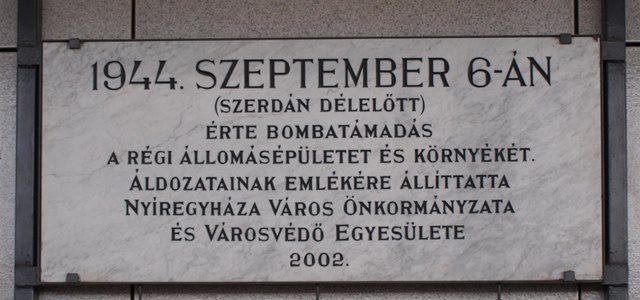 1944. SZEPTEMBER 6-ÁN
(SZERDÁN DÉLELŐTT)
ÉRTE BOMBATÁMADÁS
A RÉGI ÁLLOMÁSÉPÜLETET ÉS KÖRNYÉKÉT.
ÁLDOZATAINAK EMLÉKÉRE ÁLLÍTTATTA
NYÍREGYHÁZA VÁROS ÖNKORMÁNYZATA
ÉS VÁROSVÉDŐ EGYESÜLETE
2002.